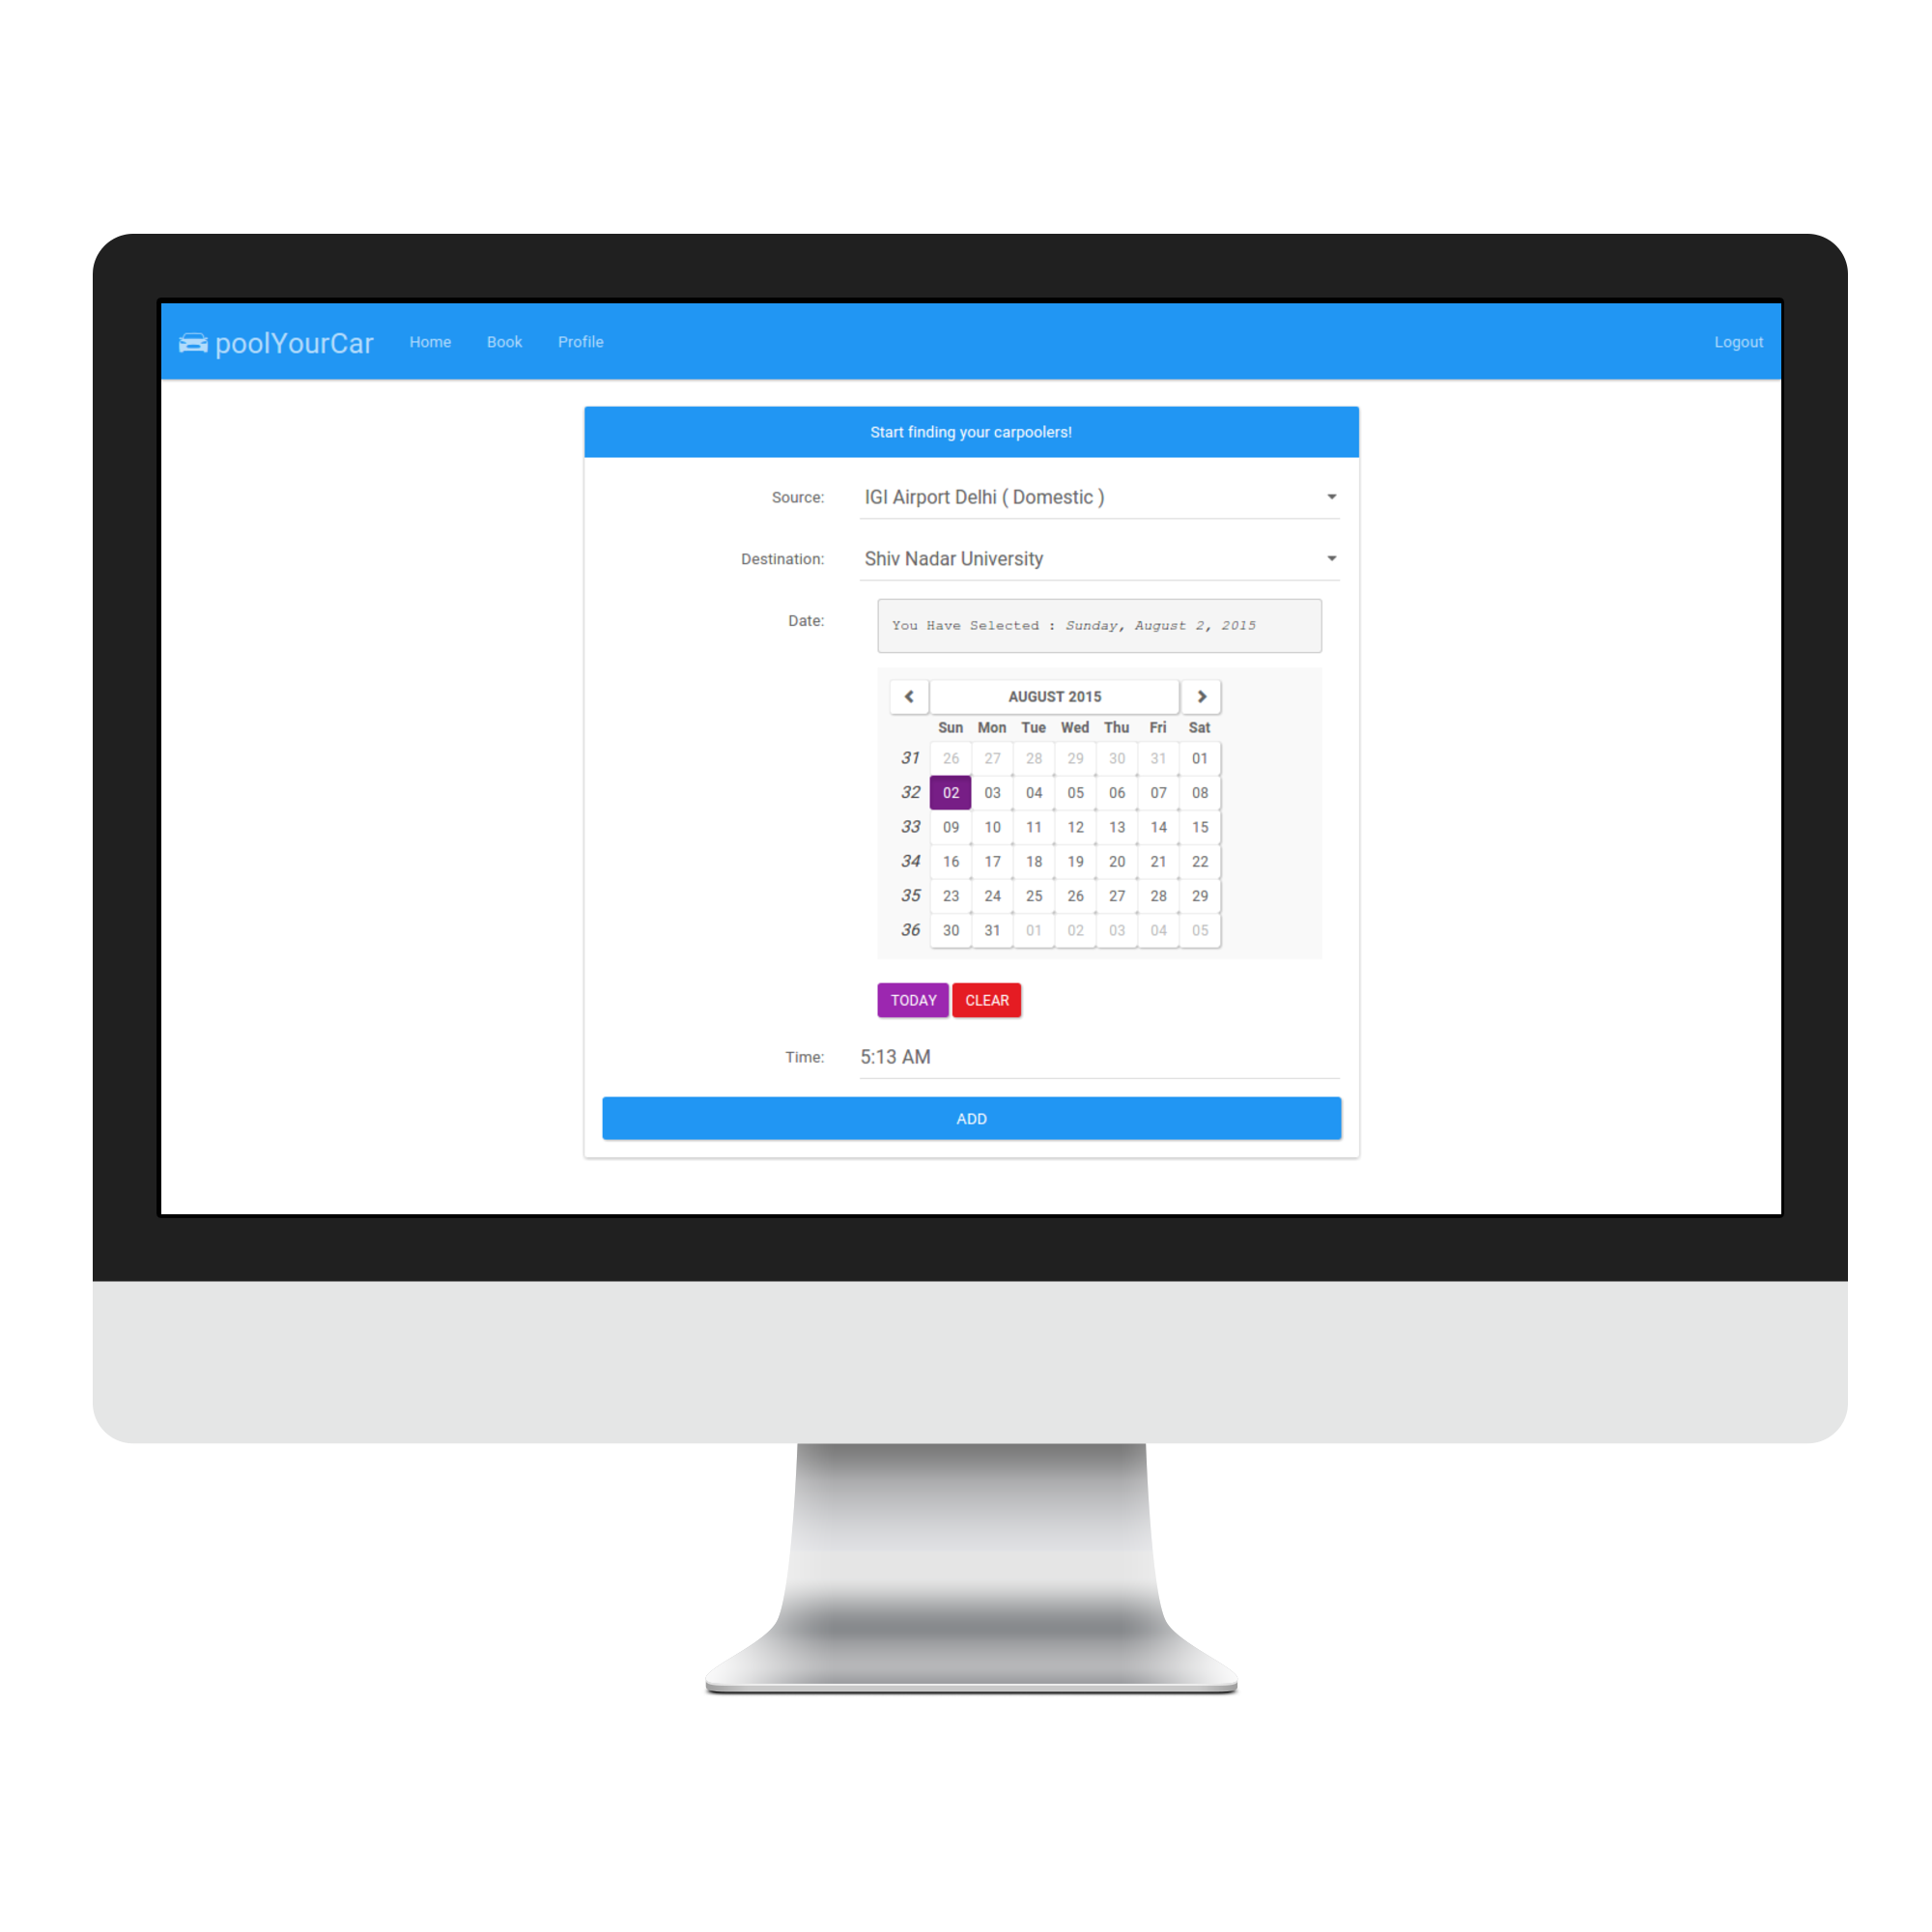 poolYourCar Home Book Profile Logout
Start finding your carpoolers!
Source: IGI Airport Delhi ( Domestic )
Destination: Shiv Nadar University
Date: You Have Selected : Sunday, August 2, 2015
AUGUST 2015
Sun Mon Tue Wed Thu Fri Sat
31 26 27 28 29 30 31 01
32 02 03 04 05 06 07 08
33 09 10 11 12 13 14 15
34 16 17 18 19 20 21 22
35 23 24 25 26 27 28 29
36 30 31 01 02 03 04 05
TODAY CLEAR
Time: 5:13 AM
ADD